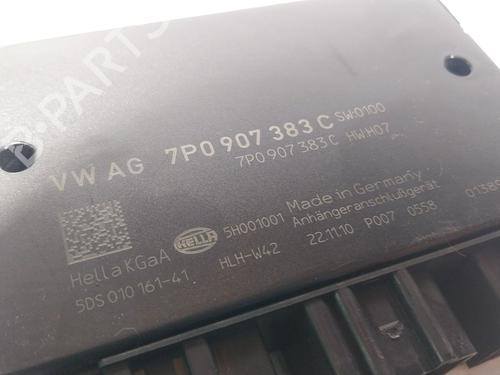 B-PARTS
VW AG 7P0 907 383 C SW:0100
7P0 907 383 C HW:H07
Made in Germany
Anhängeranschlußgerät
Hella KGaA HELLA 5H001001
5DS 010 161-41 HLH-W42 22.11.10 P007 0558